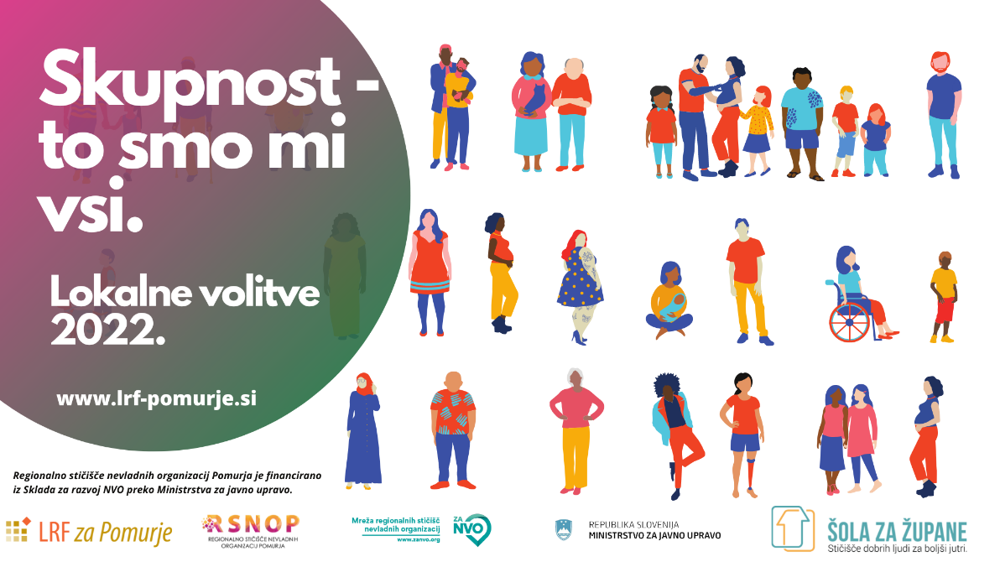 Skupnost -
to smo mi
vsi.
Lokalne volitve
2022.
www.lrf-pomurje.si
Regionalno stičišče nevladnih organizacij Pomurja je financirano
iz Sklada za razvoj NVO preko Ministrstva za javno upravo.
LRF za Pomurje
RSNOP
REGIONALNO STIČIŠČE NEVLADNIH
ORGANIZACIJ POMURJA
Mreža regionalnih stičišč
nevladnih organizacij
www.zanvo.org
ZA
NVO
REPUBLIKA SLOVENIJA
MINISTRSTVO ZA JAVNO UPRAVO
ŠOLA ZA ŽUPANE
Stičišče dobrih ljudi za boljši jutri.